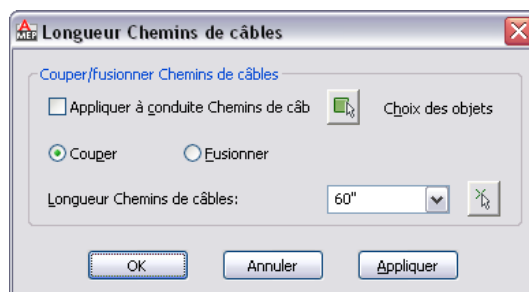 MEP Longueur Chemins de câbles
Couper/fusionner Chemins de câbles
Appliquer à conduite Chemins de câb Choix des objets
Couper Fusionner
Longueur Chemins de câbles: 60"
OK Annuler Appliquer